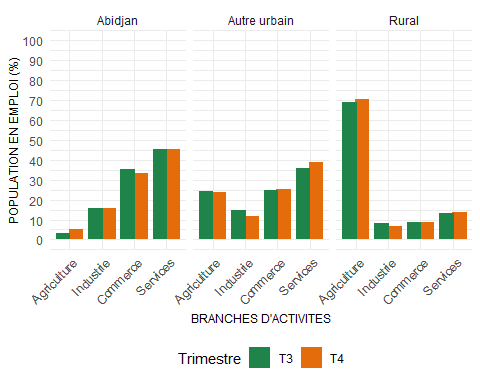 Abidjan Autre urbain Rural
POPULATION EN EMPLOI (%)
100
90
80
70
60
50
40
30
20
10
0
Agriculture Industrie Commerce Services Agriculture Industrie Commerce Services Agriculture Industrie Commerce Services
BRANCHES D'ACTIVITES
Trimestre T3 T4